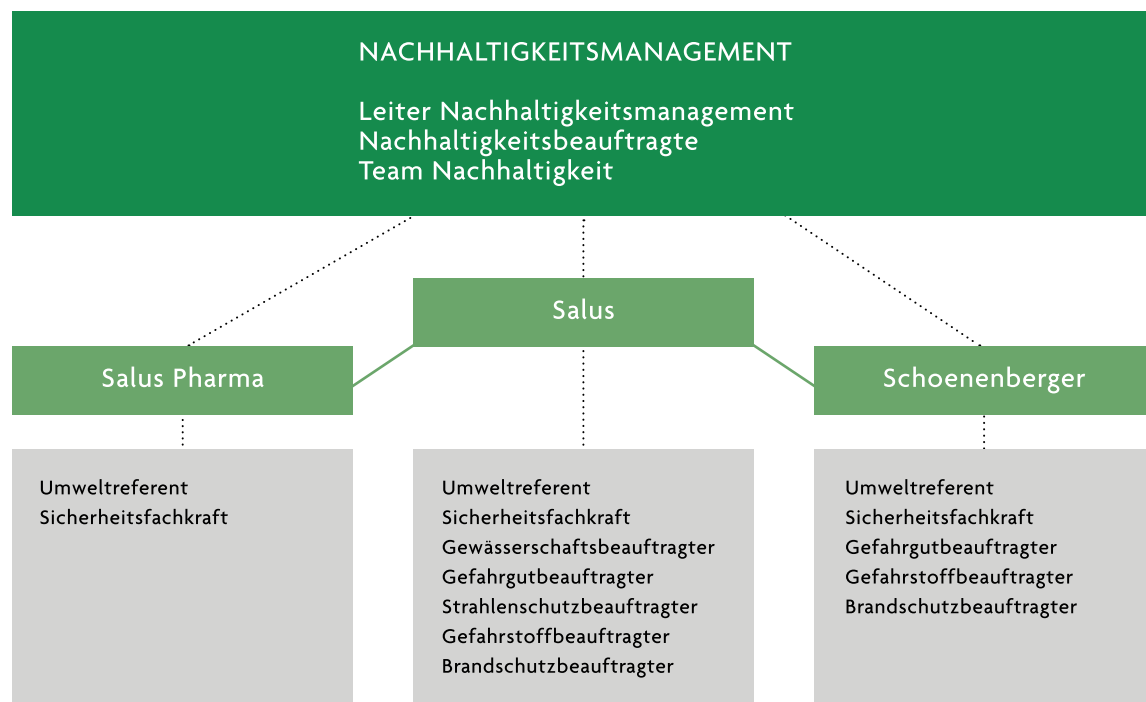 NACHHALTIGKEITSMANAGEMENT
Leiter Nachhaltigkeitsmanagement
Nachhaltigkeitsbeauftragte
Team Nachhaltigkeit
Salus
Salus Pharma
Schoenenberger
Umweltreferent
Sicherheitsfachkraft
Umweltreferent
Sicherheitsfachkraft
Gewässerschaftsbeauftragter
Gefahrgutbeauftragter
Strahlenschutzbeauftragter
Gefahrstoffbeauftragter
Brandschutzbeauftragter
Umweltreferent
Sicherheitsfachkraft
Gefahrgutbeauftragter
Gefahrstoffbeauftragter
Brandschutzbeauftragter